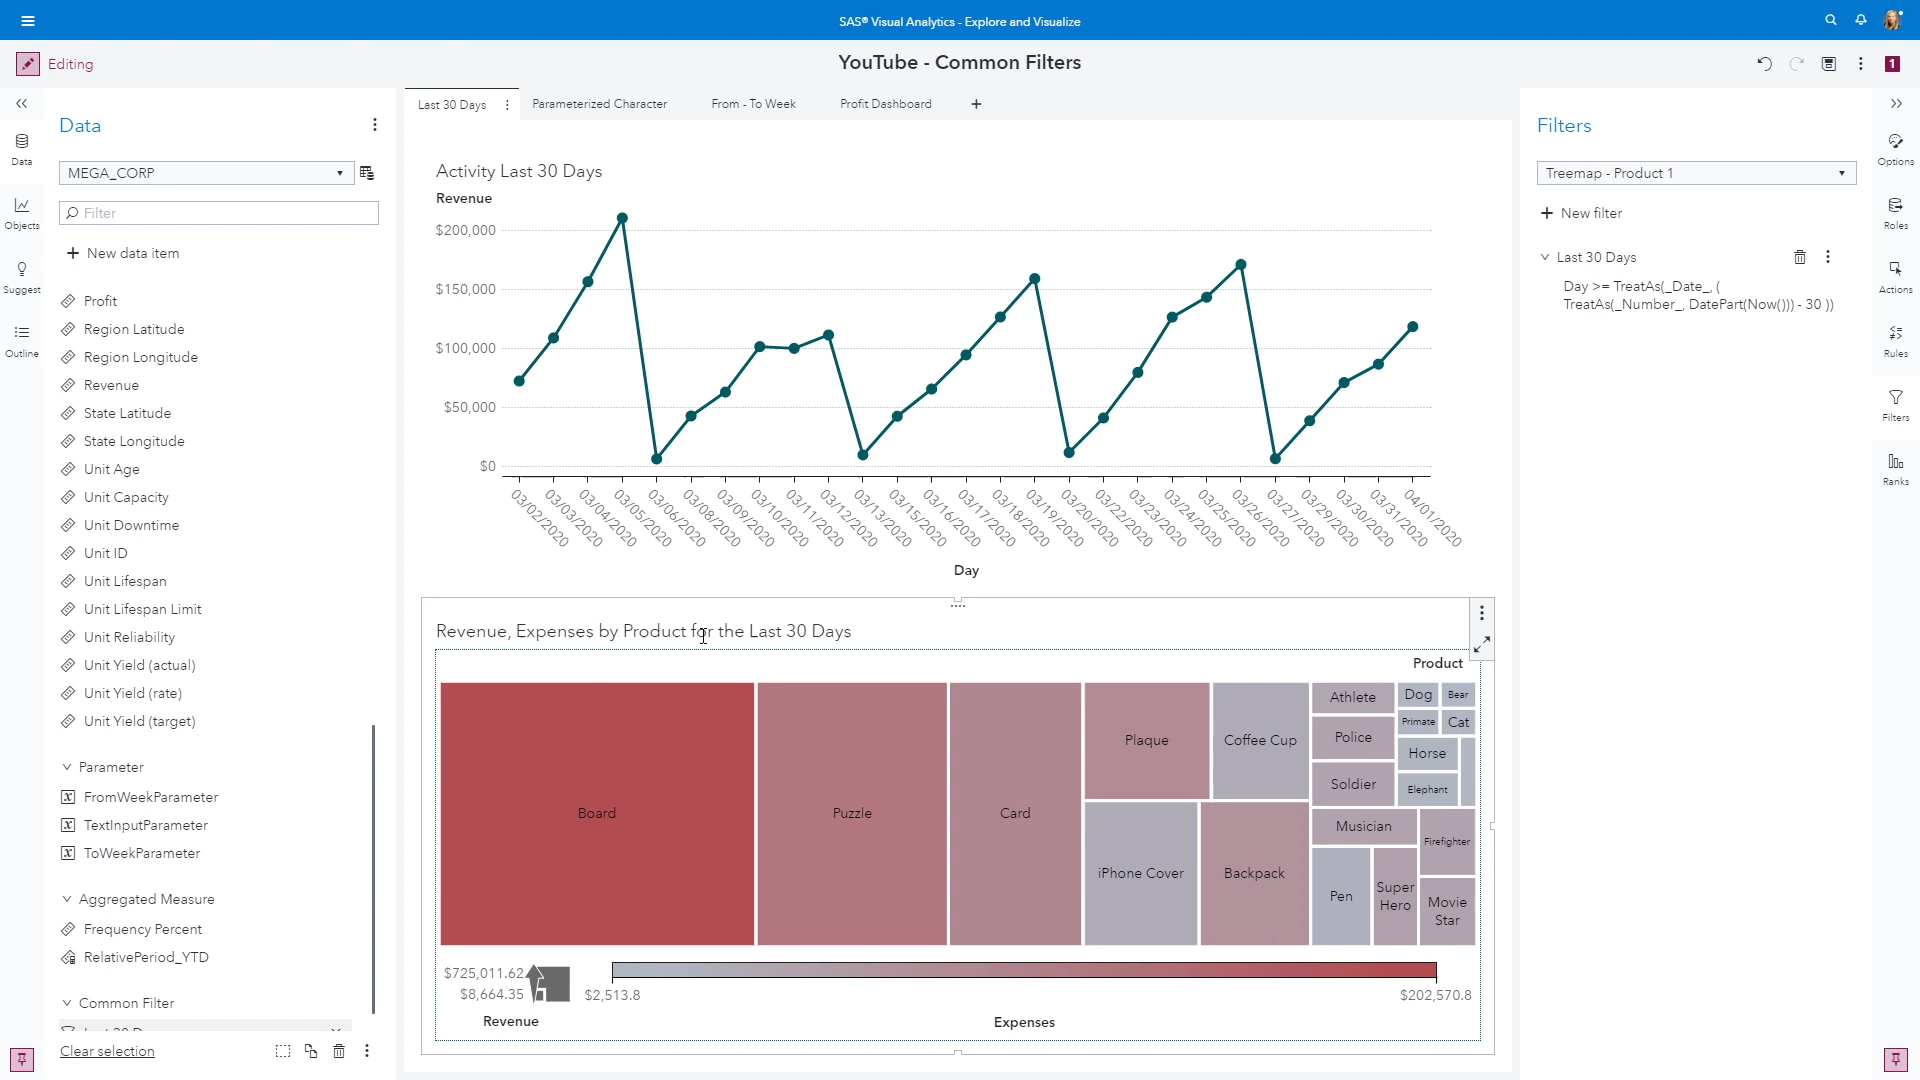 SAS® Visual Analytics - Explore and Visualize
Editing
YouTube - Common Filters
1
Data
Objects
Suggest
Outline
Data
MEGA_CORP
Filter
New data item
Profit
Region Latitude
Region Longitude
Revenue
State Latitude
State Longitude
Unit Age
Unit Capacity
Unit Downtime
Unit ID
Unit Lifespan
Unit Lifespan Limit
Unit Reliability
Unit Yield (actual)
Unit Yield (rate)
Unit Yield (target)
Parameter
FromWeekParameter
TextInputParameter
ToWeekParameter
Aggregated Measure
Frequency Percent
RelativePeriod_YTD
Common Filter
Clear selection
Last 30 Days
Parameterized Character
From - To Week
Profit Dashboard
Activity Last 30 Days
Revenue
$200,000
$150,000
$100,000
$50,000
$0
03/02/2020
03/03/2020
03/04/2020
03/05/2020
03/06/2020
03/08/2020
03/09/2020
03/10/2020
03/11/2020
03/12/2020
03/13/2020
03/15/2020
03/16/2020
03/17/2020
03/18/2020
03/19/2020
03/20/2020
03/22/2020
03/23/2020
03/24/2020
03/25/2020
03/26/2020
03/27/2020
03/29/2020
03/30/2020
03/31/2020
04/01/2020
Day
Revenue, Expenses by Product for the Last 30 Days
Product
Board
Puzzle
Card
Plaque
Coffee Cup
iPhone Cover
Backpack
Athlete
Police
Soldier
Musician
Pen
Super
Hero
Dog
Bear
Primate
Cat
Horse
Elephant
Firefighter
Movie
Star
$725,011.62
$8,664.35
Revenue
$2,513.8
$202,570.8
Expenses
Filters
Treemap - Product 1
New filter
Last 30 Days
Day >= TreatAs(_Date_, (
TreatAs(_Number_, DatePart(Now())) - 30 ))
Options
Roles
Actions
Rules
Filters
Ranks